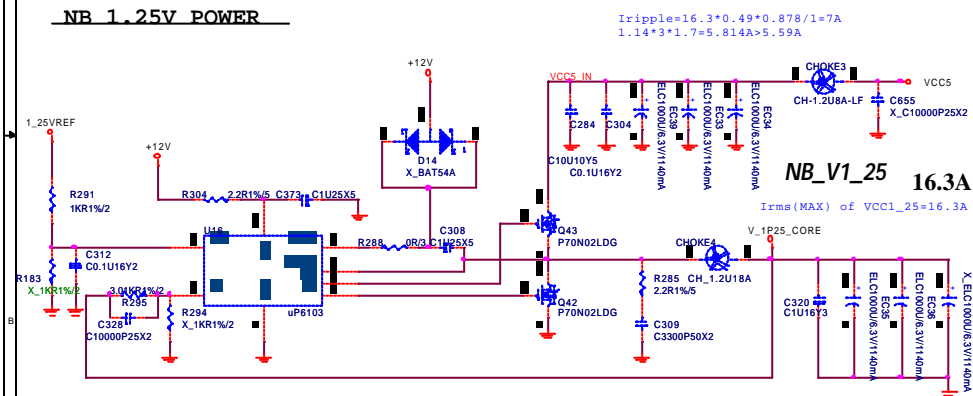 NB 1.25V POWER
Iripple=16.3*0.49*0.878/1=7A
1.14*3*1.7=5.814A>5.59A
+12V
VCC5_IN
CHOKE3
CH-1.2U8A-LF
VCC5
C655
X_C10000P25X2
1_25VREF
+12V
D14
X_BAT54A
C284
C304
C10U10Y5
C0.1U16Y2
ELC1000U/6.3V/1140mA
EC39
ELC1000U/6.3V/1140mA
EC33
ELC1000U/6.3V/1140mA
EC34
NB_V1_25
16.3A
Irms(MAX) of VCC1_25=16.3A
R291
1KR1%/2
R304
2.2R1%/5
C373
C1U25X5
U16
R288
0R/3
C308
C1U25X5
Q43
P70N02LDG
V_1P25_CORE
CHOKE4
CH_1.2U18A
C312
C0.1U16Y2
R183
X_1KR1%/2
3.01KR1%/2
R295
C328
C10000P25X2
R294
X_1KR1%/2
uP6103
Q42
P70N02LDG
R285
2.2R1%/5
C309
C3300P50X2
C320
C1U16Y3
ELC1000U/6.3V/1140mA
EC35
ELC1000U/6.3V/1140mA
EC36
X_ELC1000U/6.3V/1140mA
B